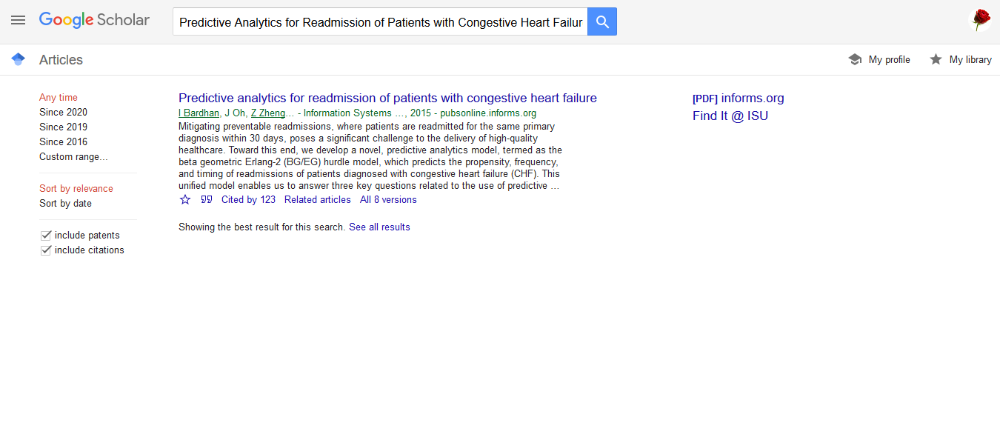 Google Scholar
Predictive Analytics for Readmission of Patients with Congestive Heart Failur
Articles
My profile
My library
Any time
Since 2020
Since 2019
Since 2016
Custom range...
Sort by relevance
Sort by date
include patents
include citations
Predictive analytics for readmission of patients with congestive heart failure
I Bardhan, J Oh, Z Zheng… - Information Systems …, 2015 - pubsonline.informs.org
Mitigating preventable readmissions, where patients are readmitted for the same primary
diagnosis within 30 days, poses a significant challenge to the delivery of high-quality
healthcare. Toward this end, we develop a novel, predictive analytics model, termed as the
beta geometric Erlang-2 (BG/EG) hurdle model, which predicts the propensity, frequency,
and timing of readmissions of patients diagnosed with congestive heart failure (CHF). This
unified model enables us to answer three key questions related to the use of predictive …
Cited by 123 Related articles All 8 versions
Showing the best result for this search. See all results
[PDF] informs.org
Find It @ ISU